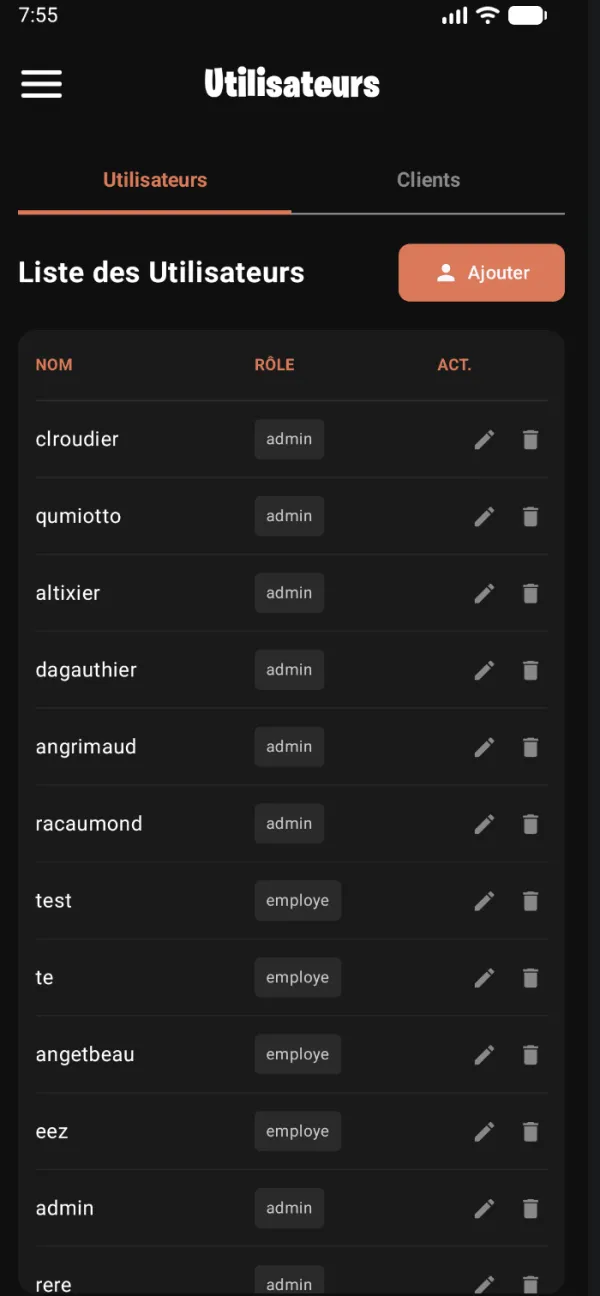 7:55
Utilisateurs
Utilisateurs Clients
Liste des Utilisateurs Ajouter
NOM RÔLE ACT.
clroudier admin
qumiotto admin
altixier admin
dagauthier admin
angrimaud admin
racaumond admin
test employe
te employe
angetbeau employe
eez employe
admin admin
rere admin